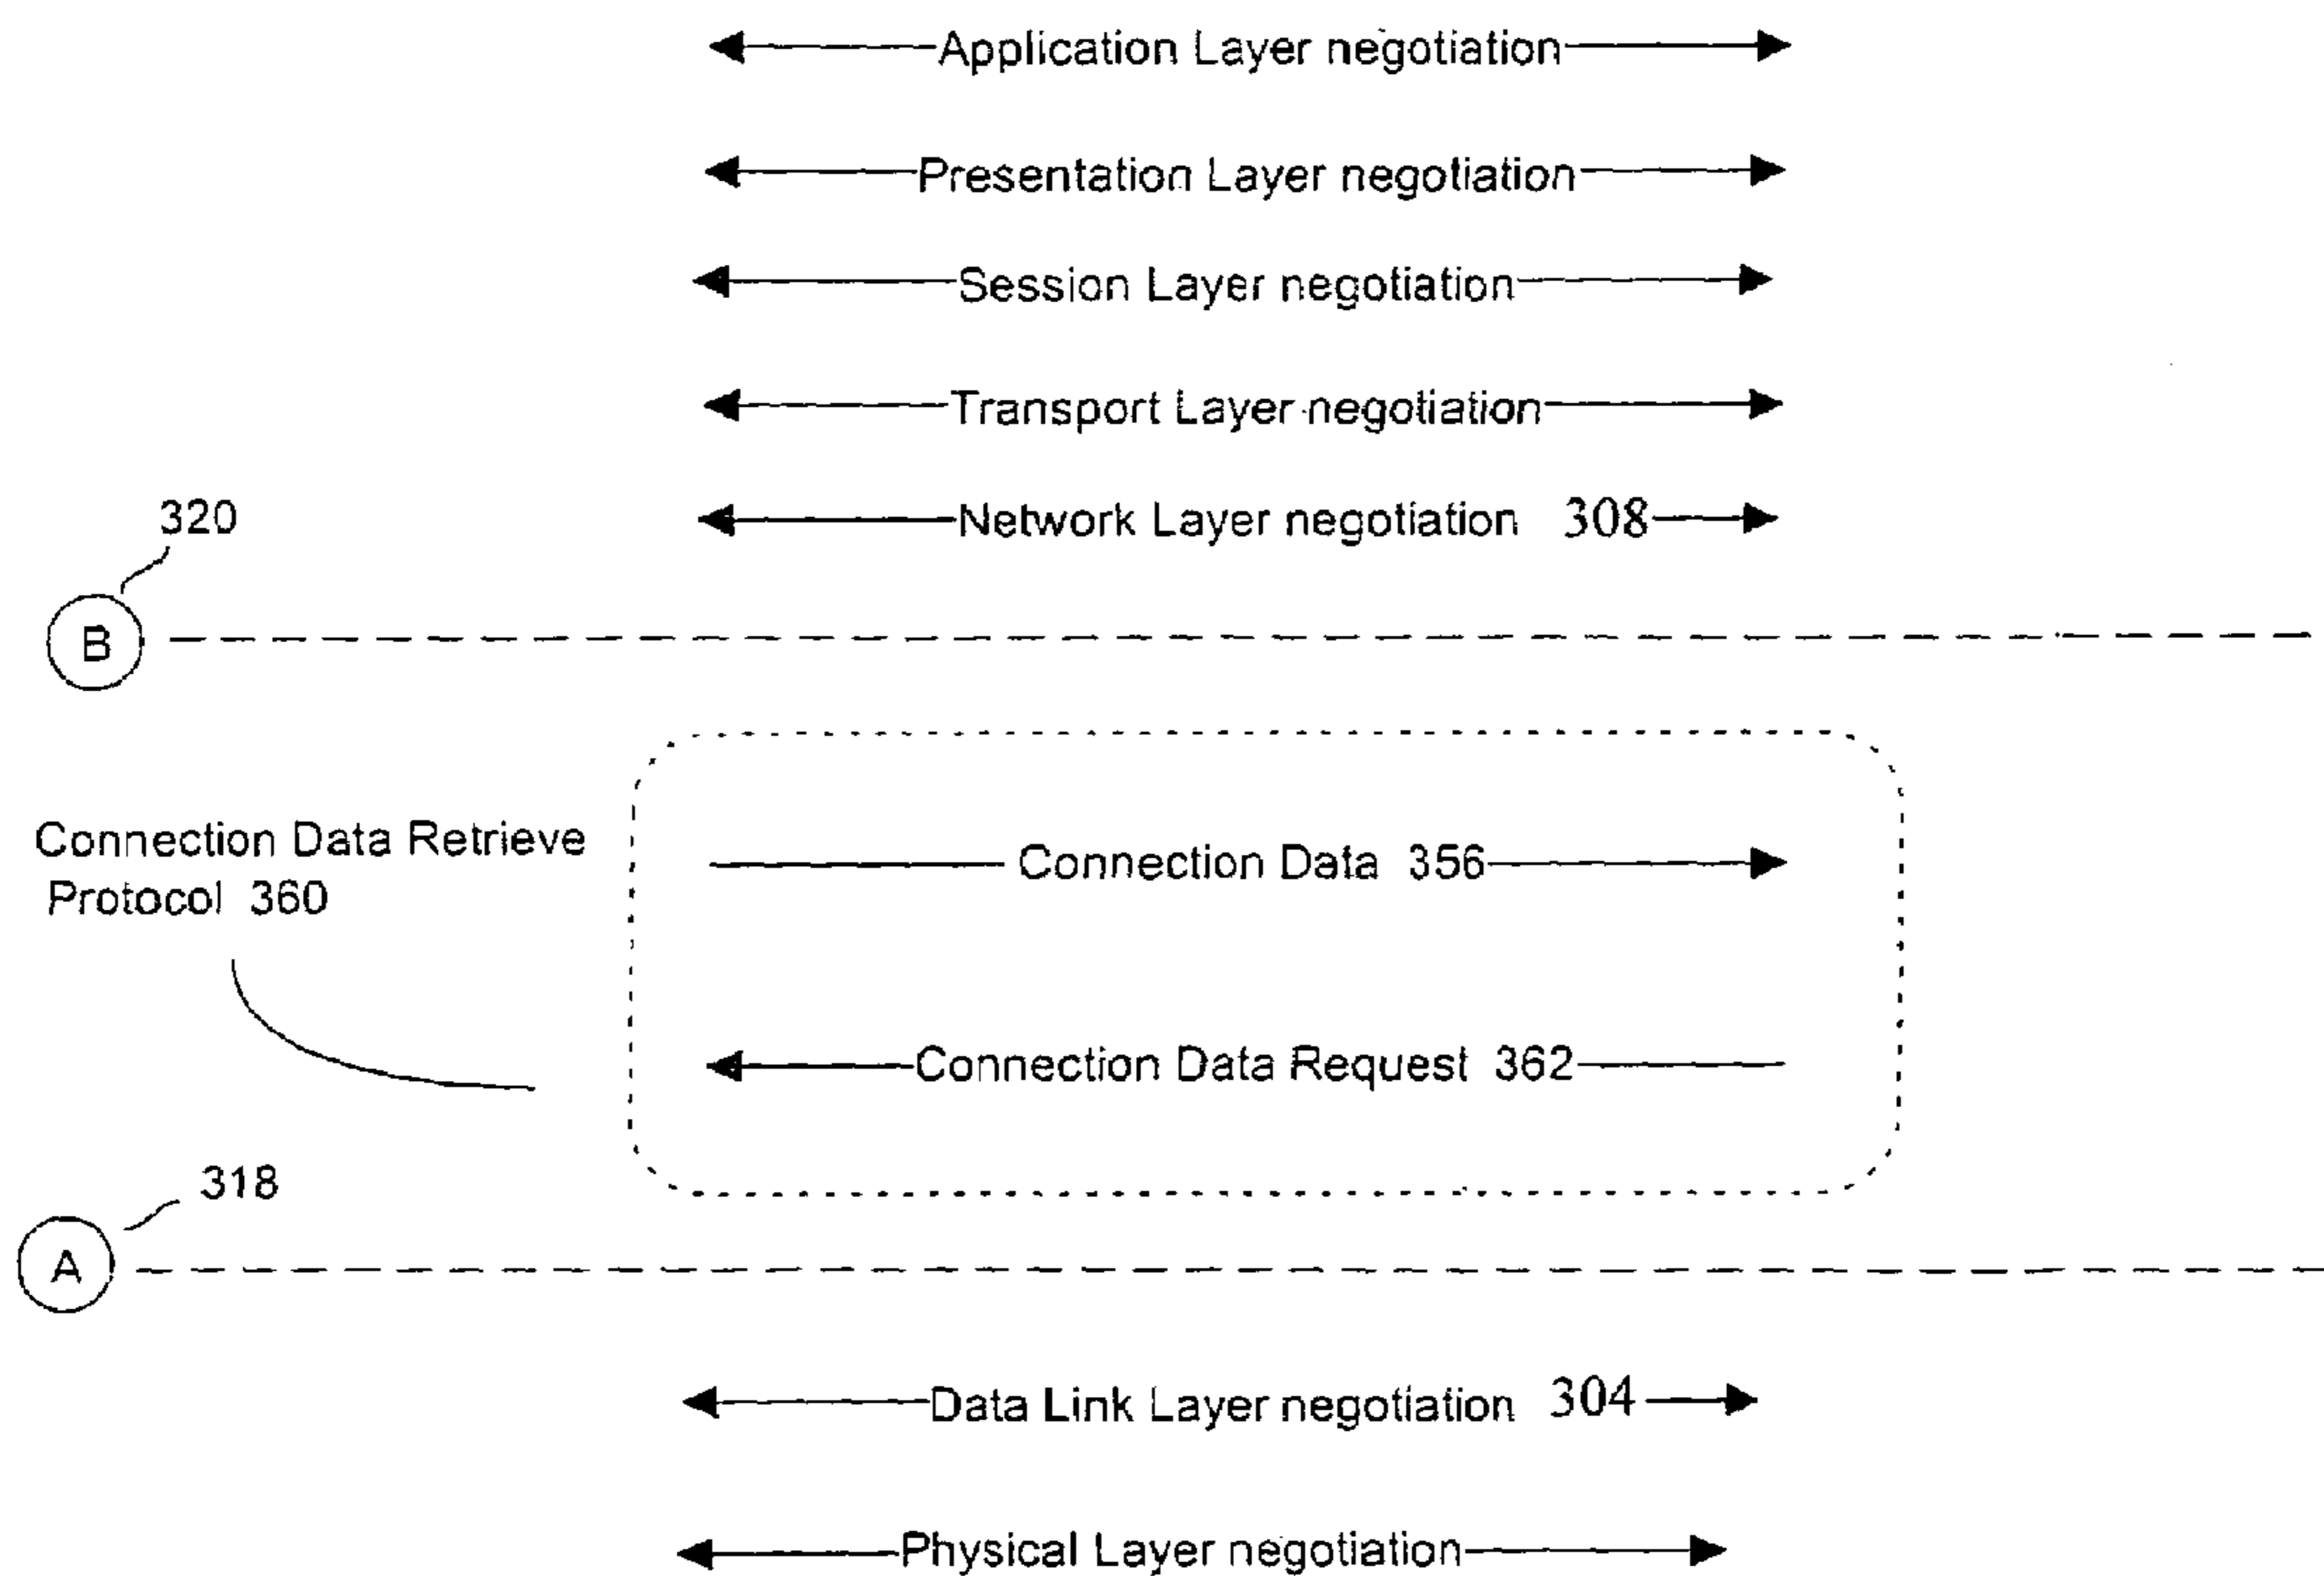 Application Layer negotiation
Presentation Layer negotiation
Session Layer negotiation
Transport Layer negotiation
Network Layer negotiation 308
320
B
Connection Data Retrieve
Protocol 360
Connection Data 356
Connection Data Request 362
318
A
Data Link Layer negotiation 304
Physical Layer negotiation